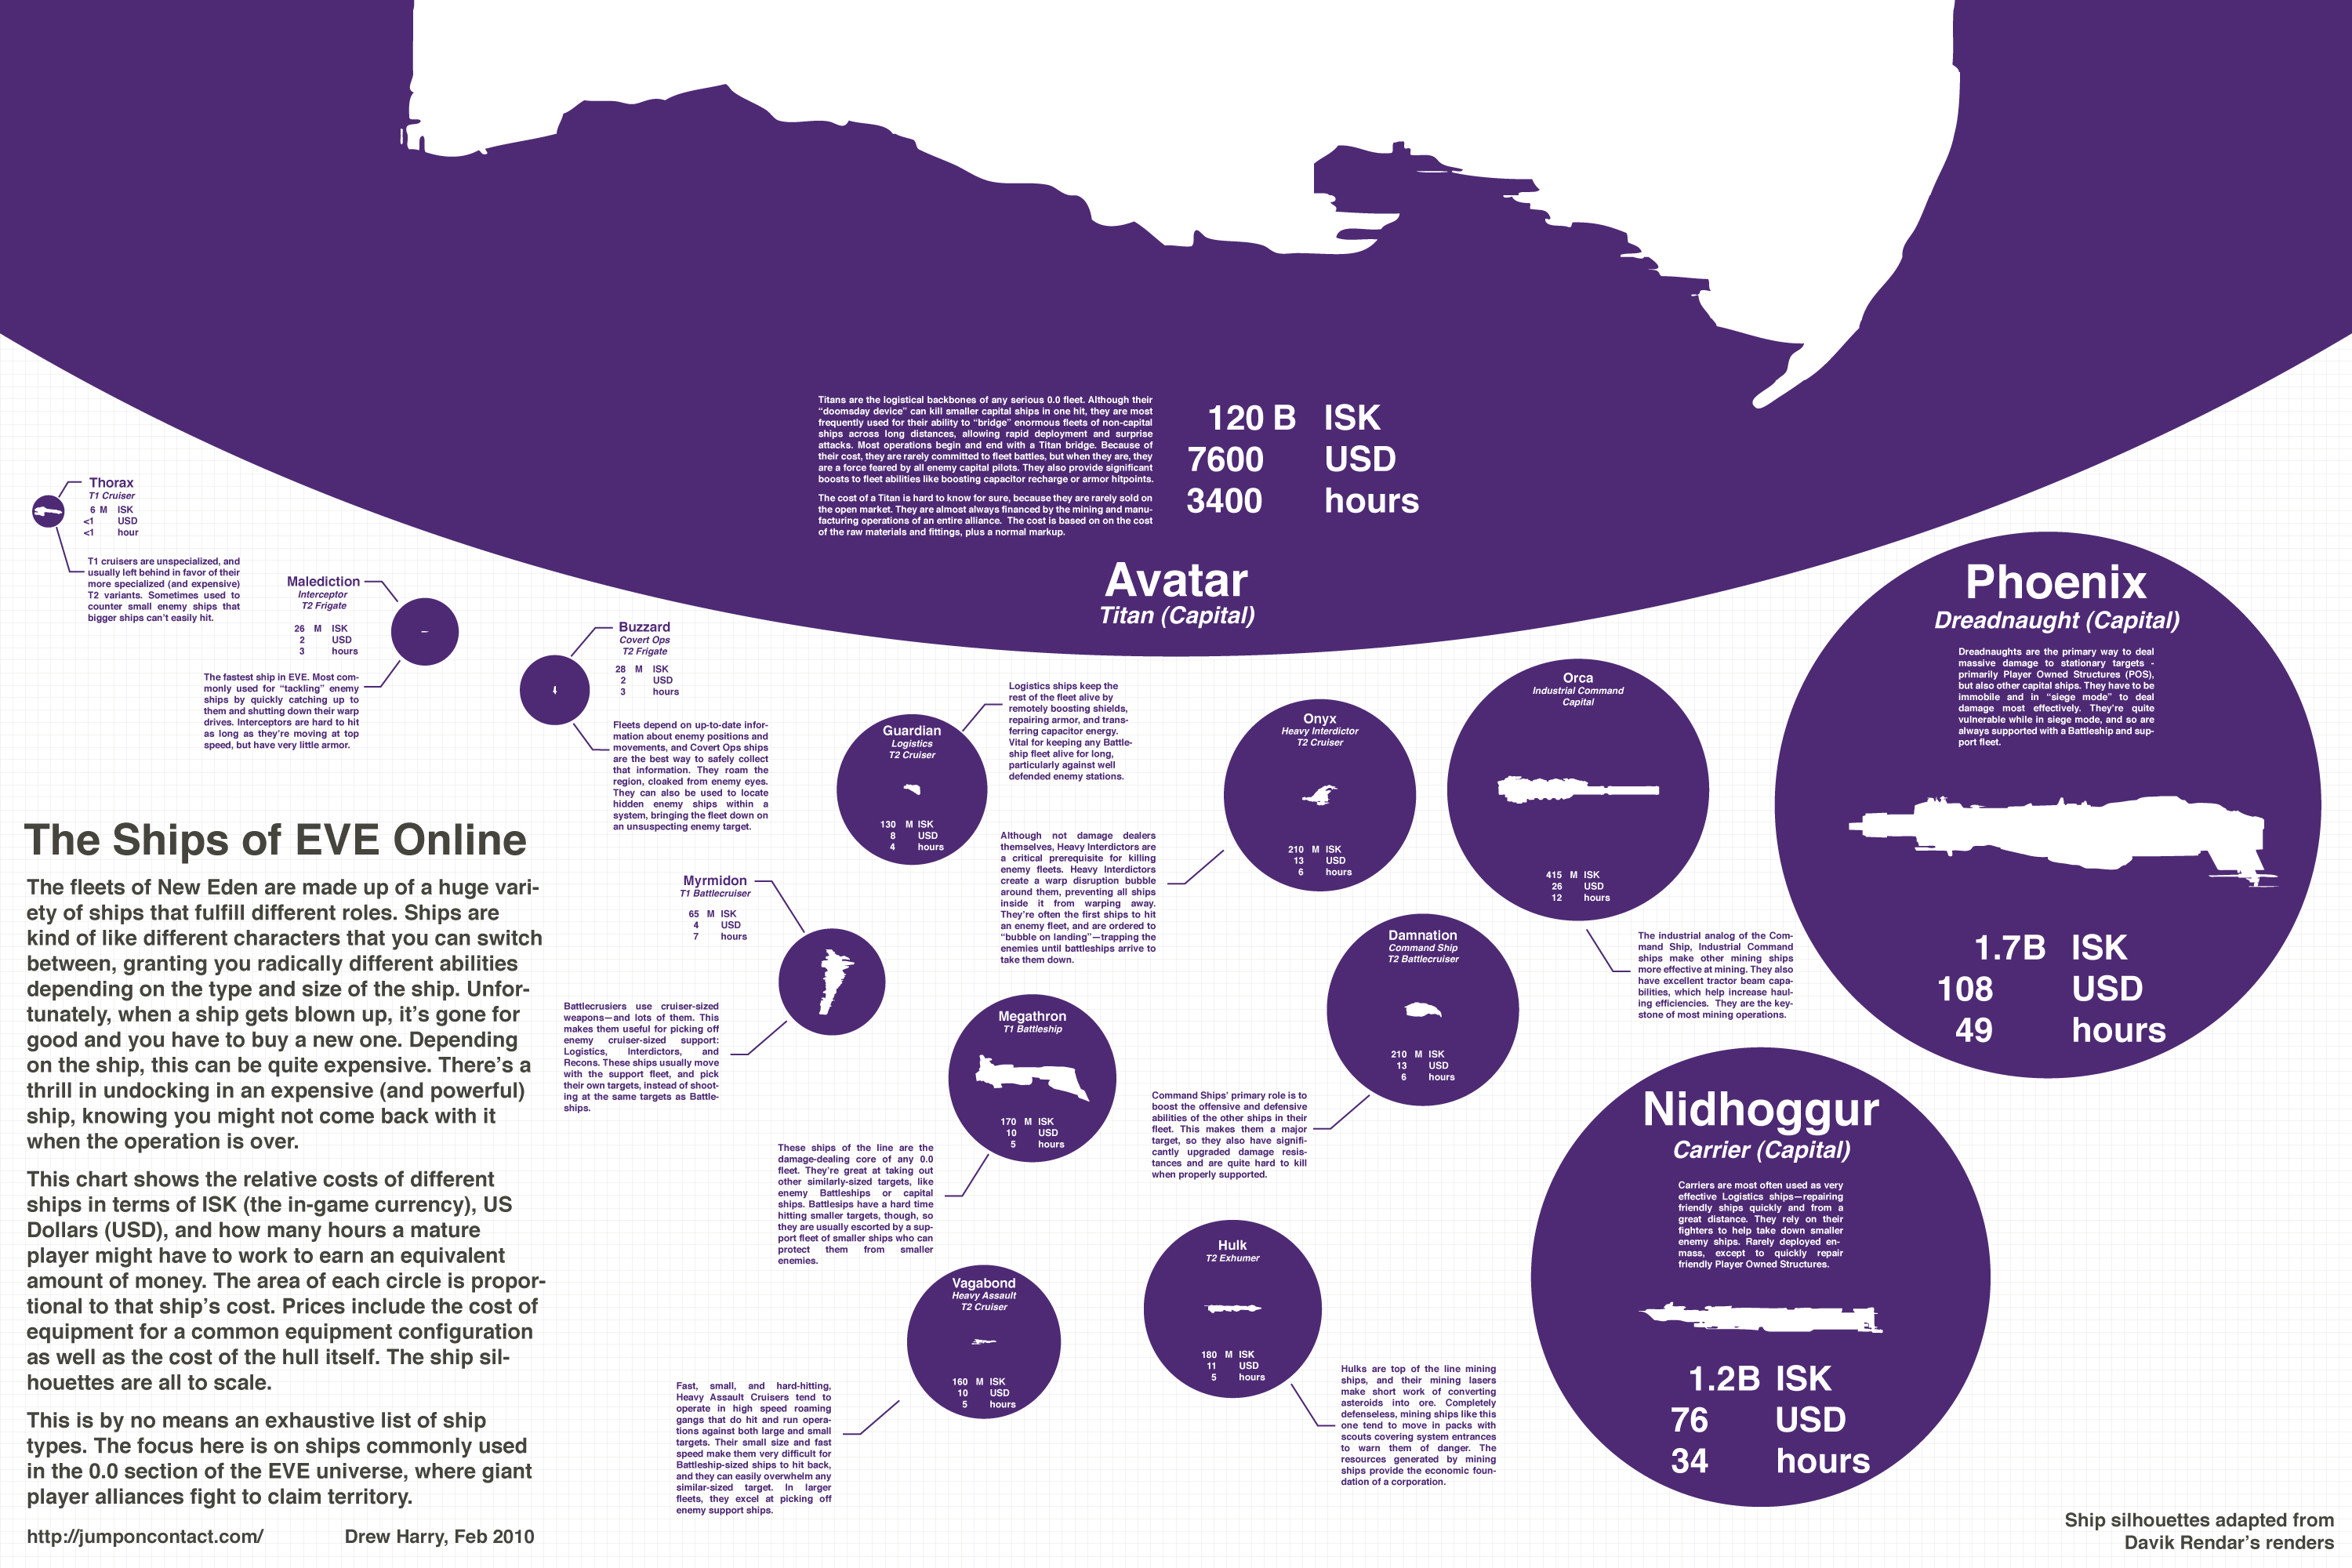 Titans are the logistical backbones of any serious 0.0 fleet. Although their
“doomsday device” can kill smaller capital ships in one hit, they are most
frequently used for their ability to “bridge” enormous fleets of non-capital
ships across long distances, allowing rapid deployment and surprise
attacks. Most operations begin and end with a Titan bridge. Because of
their cost, they are rarely committed to fleet battles, but when they are, they
are a force feared by all enemy capital pilots. They also provide significant
boosts to fleet abilities like boosting capacitor recharge or armor hitpoints.
The cost of a Titan is hard to know for sure, because they are rarely sold on
the open market. They are almost always financed by the mining and manu-
facturing operations of an entire alliance. The cost is based on on the cost
of the raw materials and fittings, plus a normal markup.
120 B ISK
7600 USD
3400 hours
Avatar
Titan (Capital)
Thorax
T1 Cruiser
6 M ISK
<1 USD
<1 hour
T1 cruisers are unspecialized, and
usually left behind in favor of their
more specialized (and expensive)
T2 variants. Sometimes used to
counter small enemy ships that
bigger ships can’t easily hit.
Malediction
Interceptor
T2 Frigate
26 M ISK
2 USD
3 hours
The fastest ship in EVE. Most com-
monly used for “tackling” enemy
ships by quickly catching up to
them and shutting down their warp
drives. Interceptors are hard to hit
as long as they’re moving at top
speed, but have very little armor.
Buzzard
Covert Ops
T2 Frigate
28 M ISK
2 USD
3 hours
Fleets depend on up-to-date infor-
mation about enemy positions and
movements, and Covert Ops ships
are the best way to safely collect
that information. They roam the
region, cloaked from enemy eyes.
They can also be used to locate
hidden enemy ships within a
system, bringing the fleet down on
an unsuspecting enemy target.
Guardian
Logistics
T2 Cruiser
130 M ISK
8 USD
4 hours
Logistics ships keep the
rest of the fleet alive by
remotely boosting shields,
repairing armor, and trans-
ferring capacitor energy.
Vital for keeping any Battle-
ship fleet alive for long,
particularly against well
defended enemy stations.
Onyx
Heavy Interdictor
T2 Cruiser
210 M ISK
13 USD
6 hours
Although not damage dealers
themselves, Heavy Interdictors are
a critical prerequisite for killing
enemy fleets. Heavy Interdictors
create a warp disruption bubble
around them, preventing all ships
inside it from warping away.
They’re often the first ships to hit
an enemy fleet, and are ordered to
“bubble on landing”—trapping the
enemies until battleships arrive to
take them down.
Orca
Industrial Command
Capital
415 M ISK
26 USD
12 hours
The industrial analog of the Com-
mand Ship, Industrial Command
ships make other mining ships
more effective at mining. They also
have excellent tractor beam capa-
bilities, which help increase haul-
ing efficiencies. They are the key-
stone of most mining operations.
Phoenix
Dreadnaught (Capital)
Dreadnaughts are the primary way to deal
massive damage to stationary targets -
primarily Player Owned Structures (POS),
but also other capital ships. They have to be
immobile and in “siege mode” to deal
damage most effectively. They’re quite
vulnerable while in siege mode, and so are
always supported with a Battleship and sup-
port fleet.
1.7B ISK
108 USD
49 hours
The Ships of EVE Online
The fleets of New Eden are made up of a huge vari-
ety of ships that fulfill different roles. Ships are
kind of like different characters that you can switch
between, granting you radically different abilities
depending on the type and size of the ship. Unfor-
tunately, when a ship gets blown up, it’s gone for
good and you have to buy a new one. Depending
on the ship, this can be quite expensive. There’s a
thrill in undocking in an expensive (and powerful)
ship, knowing you might not come back with it
when the operation is over.
This chart shows the relative costs of different
ships in terms of ISK (the in-game currency), US
Dollars (USD), and how many hours a mature
player might have to work to earn an equivalent
amount of money. The area of each circle is propor-
tional to that ship’s cost. Prices include the cost of
equipment for a common equipment configuration
as well as the cost of the hull itself. The ship sil-
houettes are all to scale.
This is by no means an exhaustive list of ship
types. The focus here is on ships commonly used
in the 0.0 section of the EVE universe, where giant
player alliances fight to claim territory.
http://jumponcontact.com/ Drew Harry, Feb 2010
Myrmidon
T1 Battlecruiser
65 M ISK
4 USD
7 hours
Battlecrusiers use cruiser-sized
weapons—and lots of them. This
makes them useful for picking off
enemy cruiser-sized support:
Logistics, Interdictors, and
Recons. These ships usually move
with the support fleet, and pick
their own targets, instead of shoot-
ing at the same targets as Battle-
ships.
Megathron
T1 Battleship
170 M ISK
10 USD
5 hours
These ships of the line are the
damage-dealing core of any 0.0
fleet. They’re great at taking out
other similarly-sized targets, like
enemy Battleships or capital
ships. Battlesips have a hard time
hitting smaller targets, though, so
they are usually escorted by a sup-
port fleet of smaller ships who can
protect them from smaller
enemies.
Damnation
Command Ship
T2 Battlecruiser
210 M ISK
13 USD
6 hours
Command Ships’ primary role is to
boost the offensive and defensive
abilities of the other ships in their
fleet. This makes them a major
target, so they also have signifi-
cantly upgraded damage resis-
tances and are quite hard to kill
when properly supported.
Vagabond
Heavy Assault
T2 Cruiser
160 M ISK
10 USD
5 hours
Fast, small, and hard-hitting,
Heavy Assault Cruisers tend to
operate in high speed roaming
gangs that do hit and run opera-
tions against both large and small
targets. Their small size and fast
speed make them very difficult for
Battleship-sized ships to hit back,
and they can easily overwhelm any
similar-sized target. In larger
fleets, they excel at picking off
enemy support ships.
Hulk
T2 Exhumer
180 M ISK
11 USD
5 hours
Hulks are top of the line mining
ships, and their mining lasers
make short work of converting
asteroids into ore. Completely
defenseless, mining ships like this
one tend to move in packs with
scouts covering system entrances
to warn them of danger. The
resources generated by mining
ships provide the economic foun-
dation of a corporation.
Nidhoggur
Carrier (Capital)
Carriers are most often used as very
effective Logistics ships—repairing
friendly ships quickly and from a
great distance. They rely on their
fighters to help take down smaller
enemy ships. Rarely deployed en-
mass, except to quickly repair
friendly Player Owned Structures.
1.2B ISK
76 USD
34 hours
Ship silhouettes adapted from
Davik Rendar’s renders